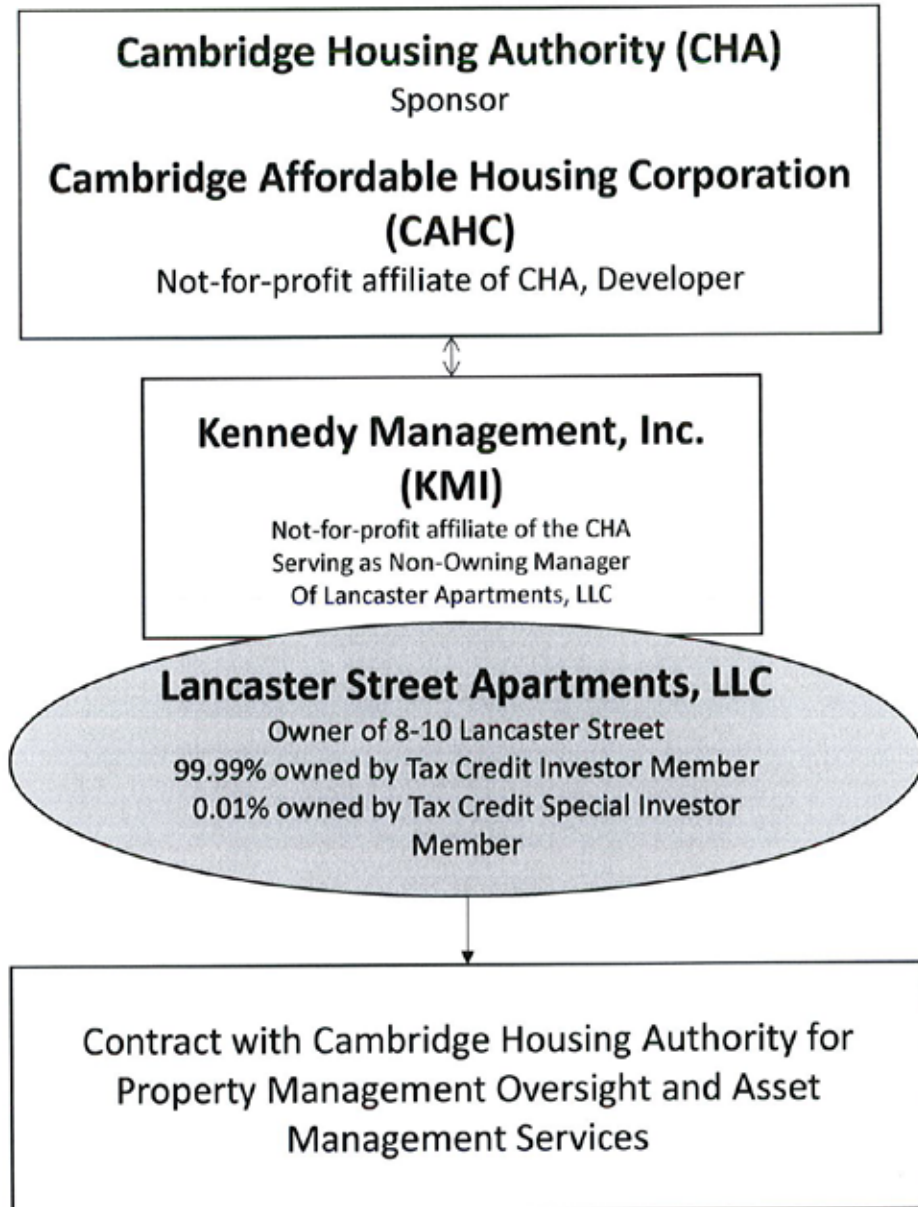 Cambridge Housing Authority (CHA)
Sponsor
Cambridge Affordable Housing Corporation
(CAHC)
Not-for-profit affiliate of CHA, Developer
Kennedy Management, Inc.
(KMI)
Not-for-profit affiliate of the CHA
Serving as Non-Owning Manager
Of Lancaster Apartments, LLC
Lancaster Street Apartments, LLC
Owner of 8-10 Lancaster Street
99.99% owned by Tax Credit Investor Member
0.01% owned by Tax Credit Special Investor
Member
Contract with Cambridge Housing Authority for
Property Management Oversight and Asset
Management Services